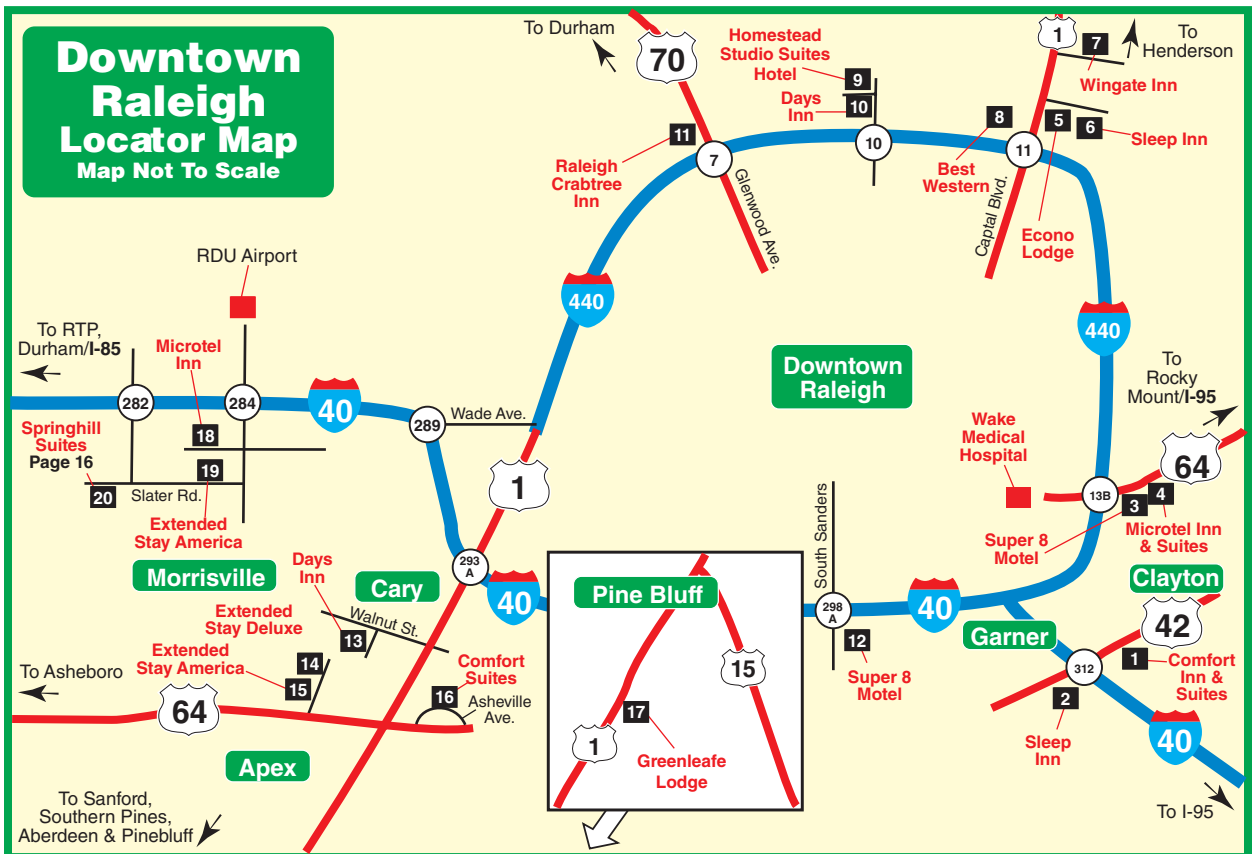 Downtown
Raleigh
Locator Map
Map Not To Scale
To Durham
70
Homestead
Studio Suites
Hotel
9
Days
Inn
10
1
7
To
Henderson
Wingate Inn
8
5
6
Sleep Inn
11
Raleigh
Crabtree
Inn
7
10
11
Best
Western
Glenwood Ave.
Captal Blvd.
Econo
Lodge
RDU Airport
440
440
To RTP,
Durham/I-85
Microtel
Inn
282
284
40
289
Wade Ave.
Downtown
Raleigh
To
Rocky
Mount/I-95
Springhill
Suites
Page 16
18
19
20
Slater Rd.
Extended
Stay America
1
Wake
Medical
Hospital
64
13B
3
4
Super 8
Motel
Microtel Inn
& Suites
South Sanders
Morrisville
Days
Inn
Cary
293
A
40
Pine Bluff
298
A
40
Clayton
42
Garner
Extended
Stay Deluxe
13
Walnut St.
Extended
Stay America
14
15
Comfort
Suites
16
Asheville
Ave.
To Asheboro
64
15
12
Super 8
Motel
312
1
Comfort
Inn &
Suites
2
Sleep
Inn
40
17
1
Greenleafe
Lodge
Apex
To Sanford,
Southern Pines,
Aberdeen & Pinebluff
To I-95